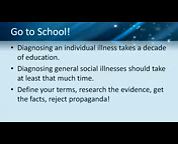 Go to School!
• Diagnosing an individual illness takes a decade
of education.
• Diagnosing general social illnesses should take
at least that much time.
• Define your terms, research the evidence, get
the facts, reject propaganda!